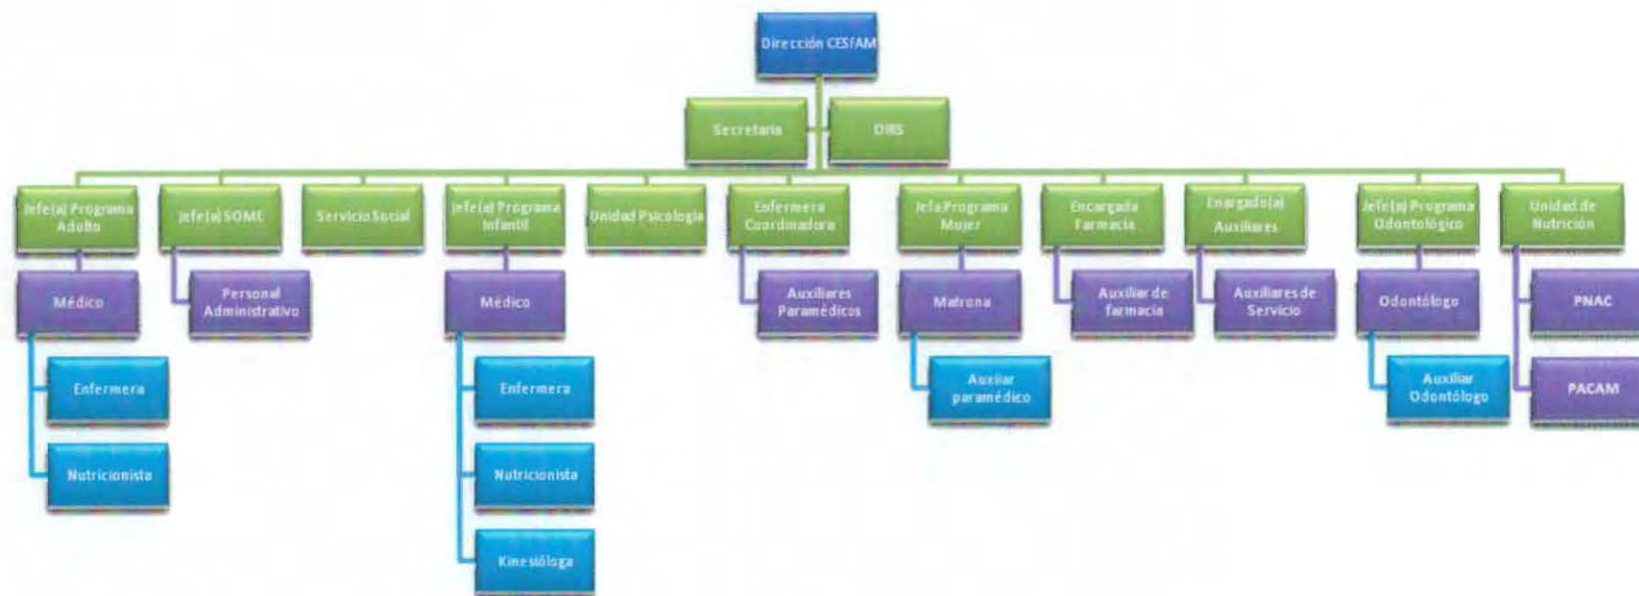 Dirección CESFAM
Secretaria
OIRS
Jefe(a) Programa
Adulto
Jefe(a) SOME
Servicio Social
Jefe(a) Programa
Infantil
Unidad Psicología
Enfermera
Coordinadora
Jefa Programa
Mujer
Encargada
Farmacia
Enargado(a)
Auxiliares
Jefe(a) Programa
Odontológico
Unidad de
Nutrición
Médico
Personal
Administrativo
Médico
Auxiliares
Paramédicos
Matrona
Auxiliar de
farmacia
Auxiliares de
Servicio
Odontólogo
PNAC
Enfermera
Enfermera
Auxiiar
paramédico
Auxiliar
Odontólogo
PACAM
Nutricionista
Nutricionista
Kinesióloga